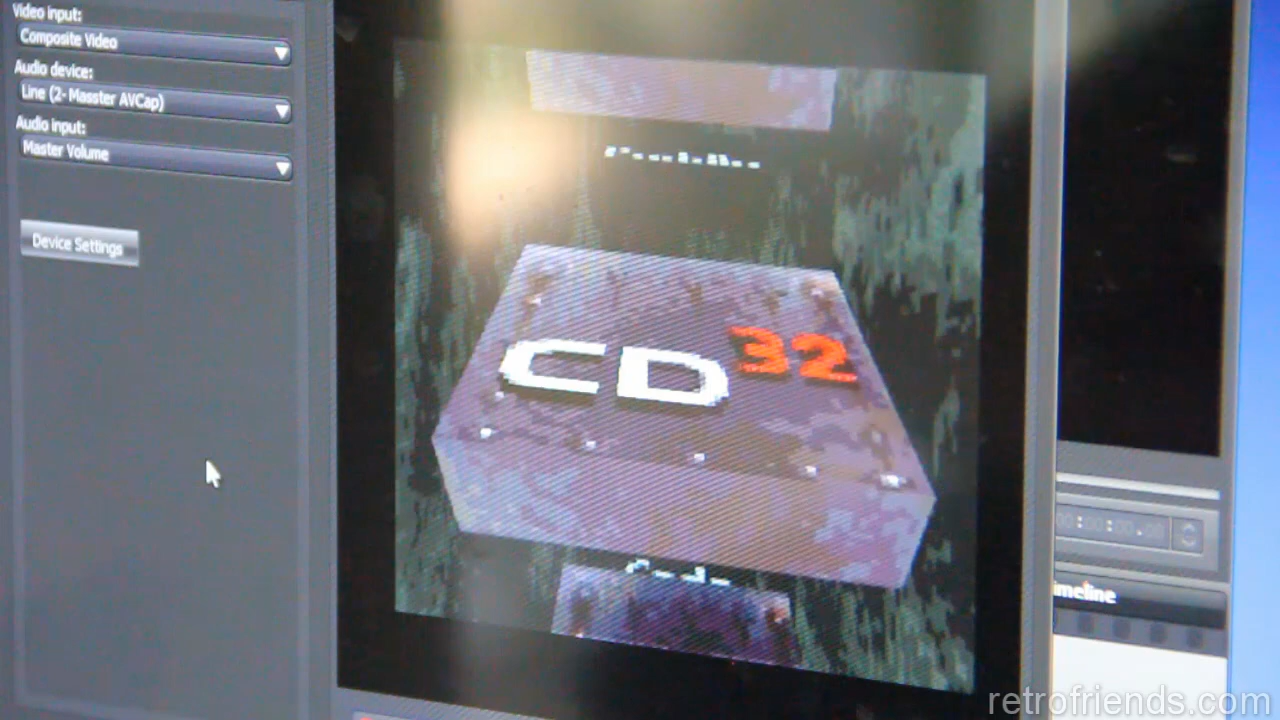 Video input:
Composite Video
Audio device:
Line (2- Masster AVCap)
Audio input:
Master Volume
Device Settings
CD32
imeline
retrofriends.com